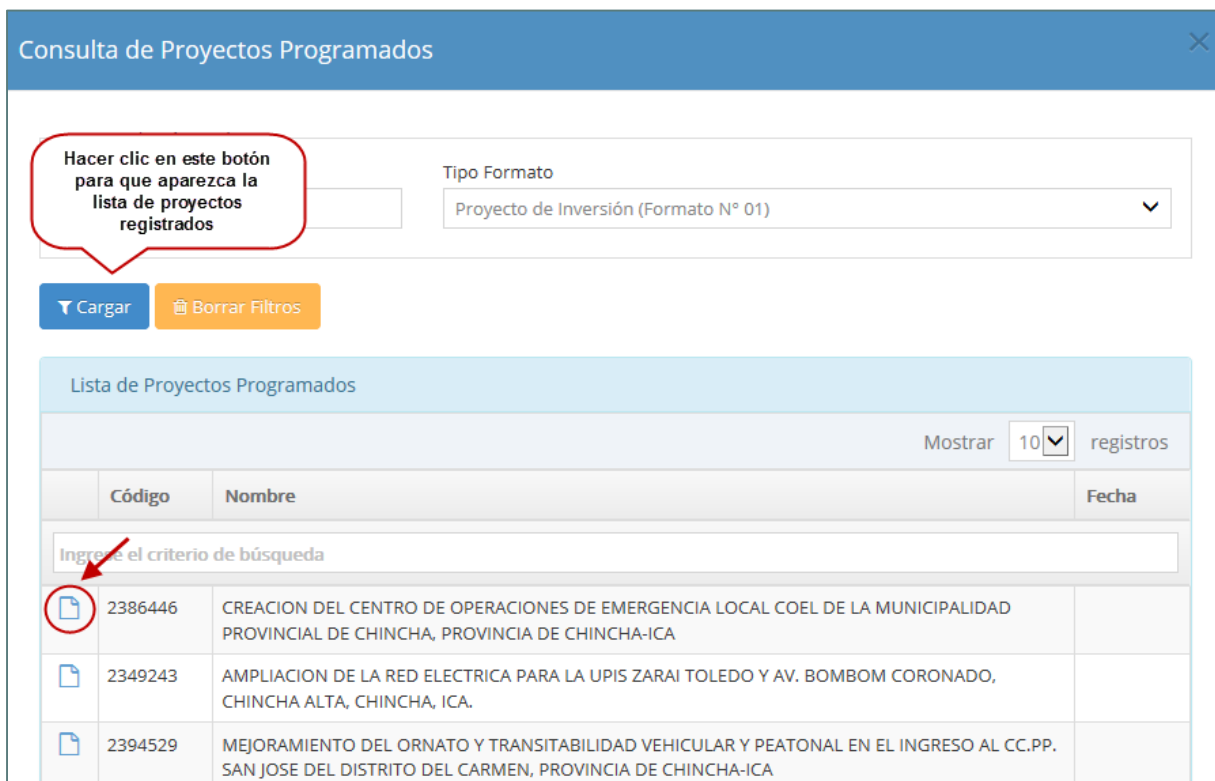 Consulta de Proyectos Programados
Hacer clic en este botón
para que aparezca la
lista de proyectos
registrados
Tipo Formato
Proyecto de Inversión (Formato N° 01)
Cargar
Borrar Filtros
Lista de Proyectos Programados
Mostrar 10 registros
Código Nombre Fecha
Ingrese el criterio de búsqueda
2386446 CREACION DEL CENTRO DE OPERACIONES DE EMERGENCIA LOCAL COEL DE LA MUNICIPALIDAD
PROVINCIAL DE CHINCHA, PROVINCIA DE CHINCHA-ICA
2349243 AMPLIACION DE LA RED ELECTRICA PARA LA UPIS ZARAI TOLEDO Y AV. BOMBOM CORONADO,
CHINCHA ALTA, CHINCHA, ICA.
2394529 MEJORAMIENTO DEL ORNATO Y TRANSITABILIDAD VEHICULAR Y PEATONAL EN EL INGRESO AL CC.PP.
SAN JOSE DEL DISTRITO DEL CARMEN, PROVINCIA DE CHINCHA-ICA